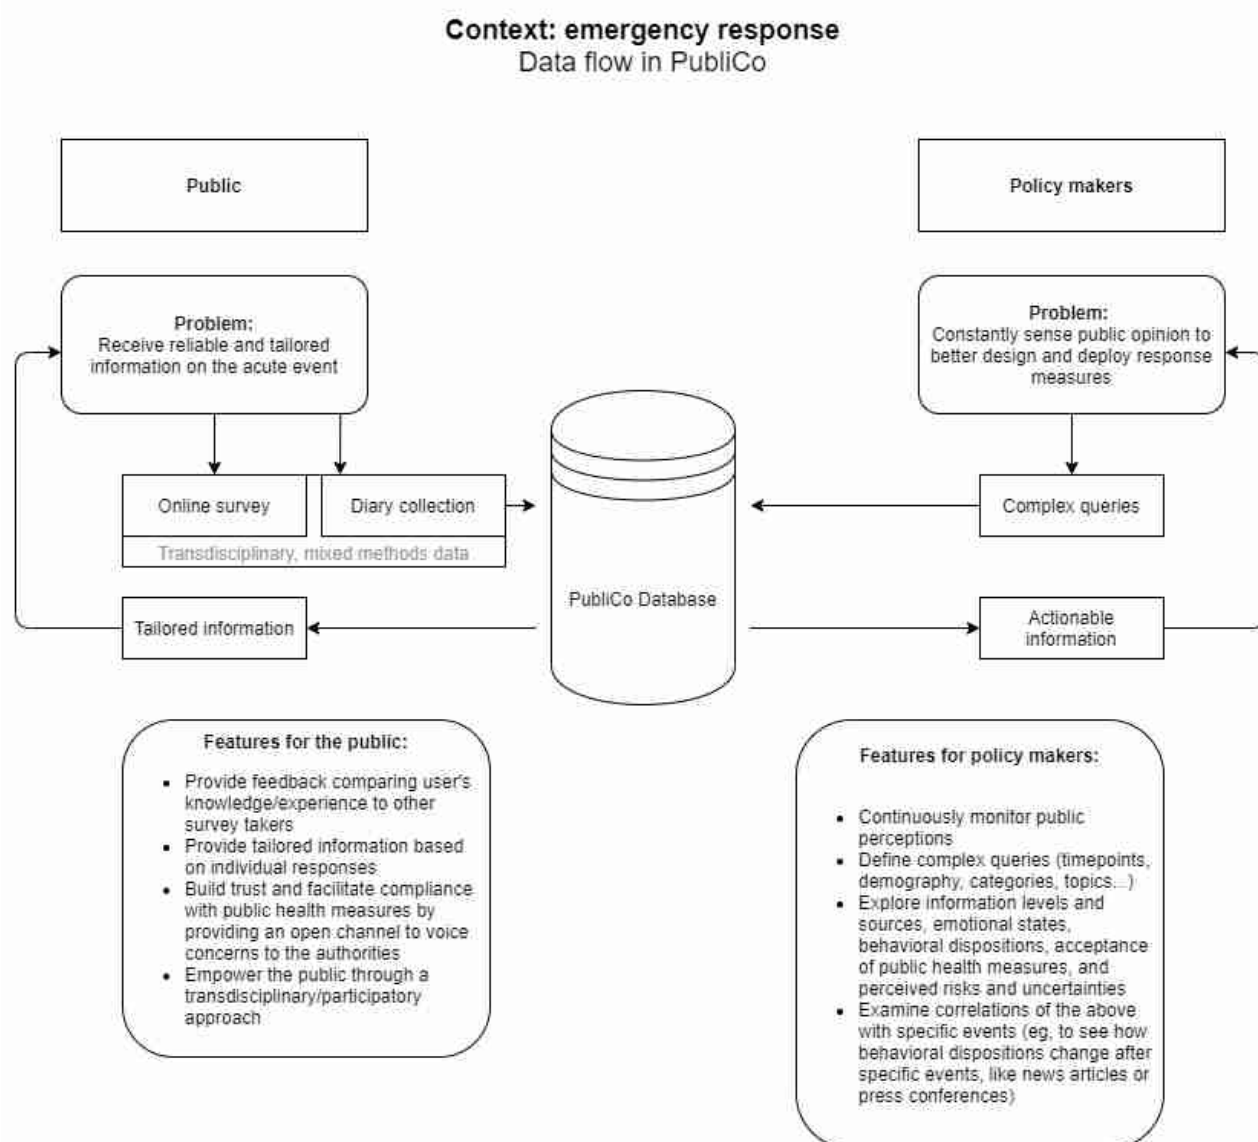 Context: emergency response
Data flow in PubliCo
Public
Policy makers
Problem:
Receive reliable and tailored
information on the acute event
Problem:
Constantly sense public opinion to
better design and deploy response
measures
Online survey
Diary collection
Transdisciplinary, mixed methods data
Complex queries
PubliCo Database
Tailored information
Actionable
information
Features for the public:
• Provide feedback comparing user's
knowledge/experience to other
survey takers
• Provide tailored information based
on individual responses
• Build trust and facilitate compliance
with public health measures by
providing an open channel to voice
concerns to the authorities
• Empower the public through a
transdisciplinary/participatory
approach
Features for policy makers:
• Continuously monitor public
perceptions
• Define complex queries (timepoints,
demography, categories, topics...)
• Explore information levels and
sources, emotional states,
behavioral dispositions, acceptance
of public health measures, and
perceived risks and uncertainties
• Examine correlations of the above
with specific events (eg, to see how
behavioral dispositions change after
specific events, like news articles or
press conferences)